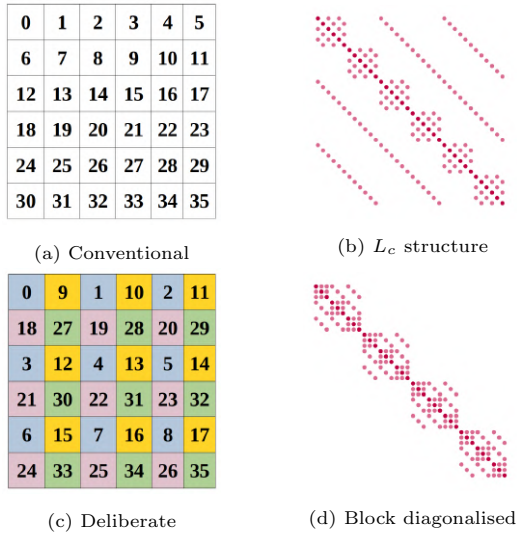 0 1 2 3 4 5
6 7 8 9 10 11
12 13 14 15 16 17
18 19 20 21 22 23
24 25 26 27 28 29
30 31 32 33 34 35
(a) Conventional
(b) L_c structure
0 9 1 10 2 11
18 27 19 28 20 29
3 12 4 13 5 14
21 30 22 31 23 32
6 15 7 16 8 17
24 33 25 34 26 35
(c) Deliberate
(d) Block diagonalised